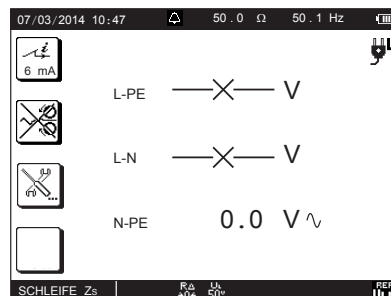 07/03/2014 10:47 50.0 Ω 50.1 Hz
6 mA
L-PE V
L-N V
...
N-PE 0.0 V
SCHLEIFE Zs